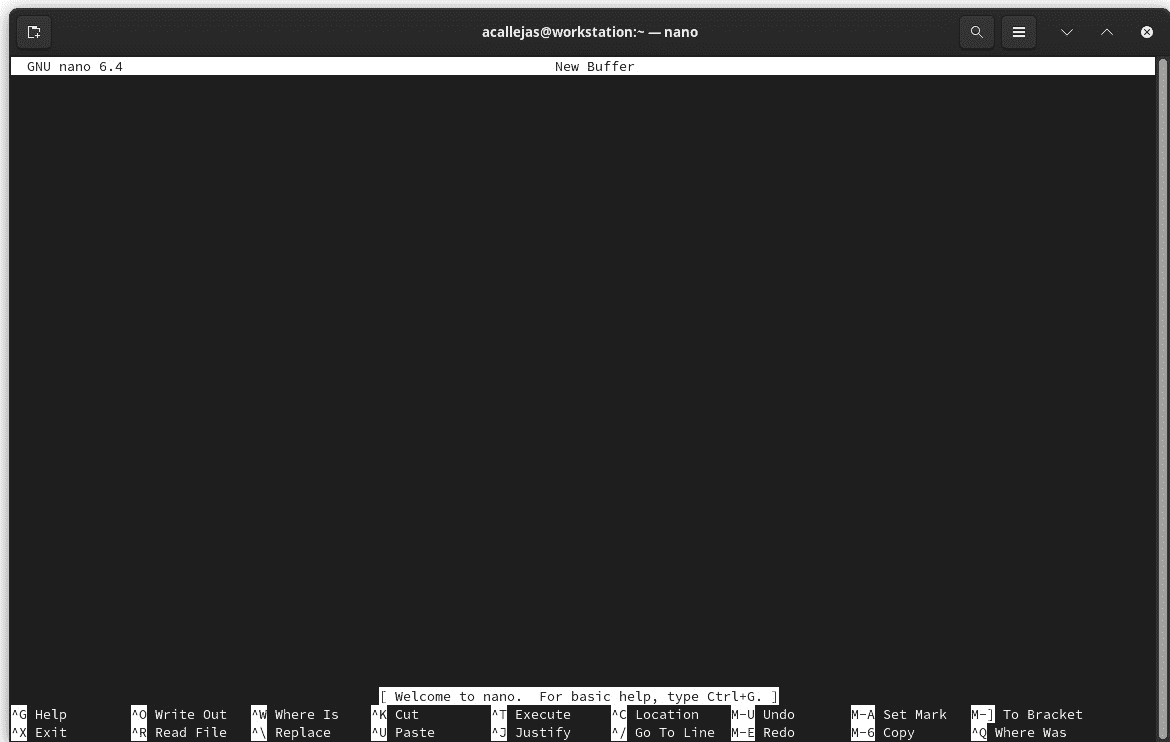 acallejas@workstation:~ — nano
GNU nano 6.4 New Buffer
[ Welcome to nano.  For basic help, type Ctrl+G. ]
^G Help ^O Write Out ^W Where Is ^K Cut ^T Execute ^C Location M-U Undo M-A Set Mark M-] To Bracket
^X Exit ^R Read File ^\ Replace ^U Paste ^J Justify ^/ Go To Line M-E Redo M-6 Copy ^Q Where Was